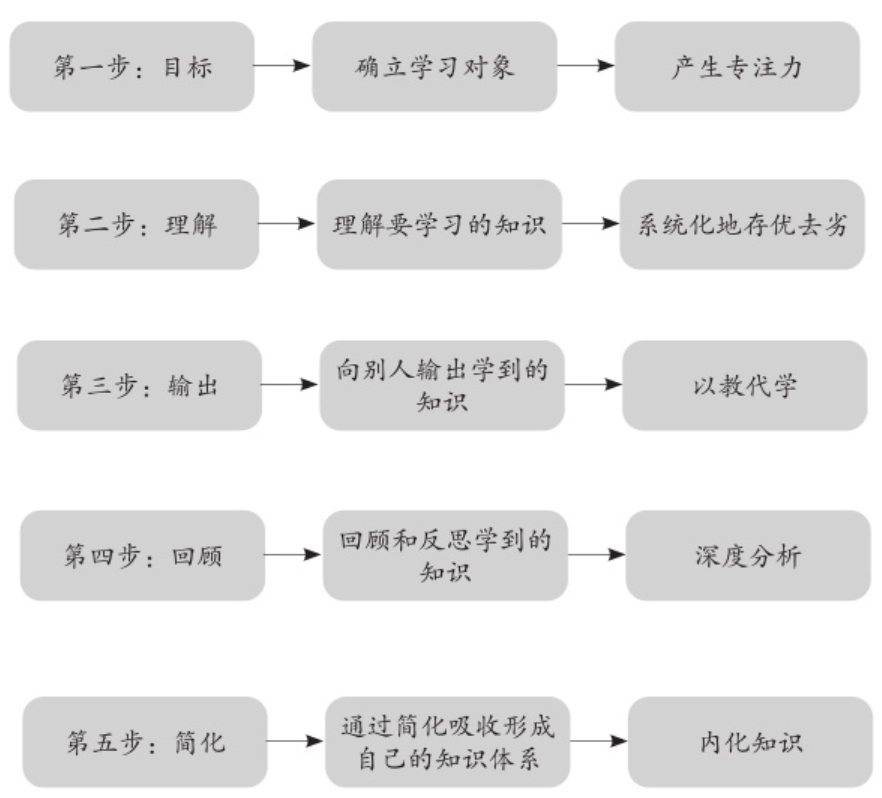 第一步：目标
确立学习对象
产生专注力
第二步：理解
理解要学习的知识
系统化地存优去劣
第三步：输出
向别人输出学到的
知识
以教代学
第四步：回顾
回顾和反思学到的
知识
深度分析
第五步：简化
通过简化吸收形成
自己的知识体系
内化知识